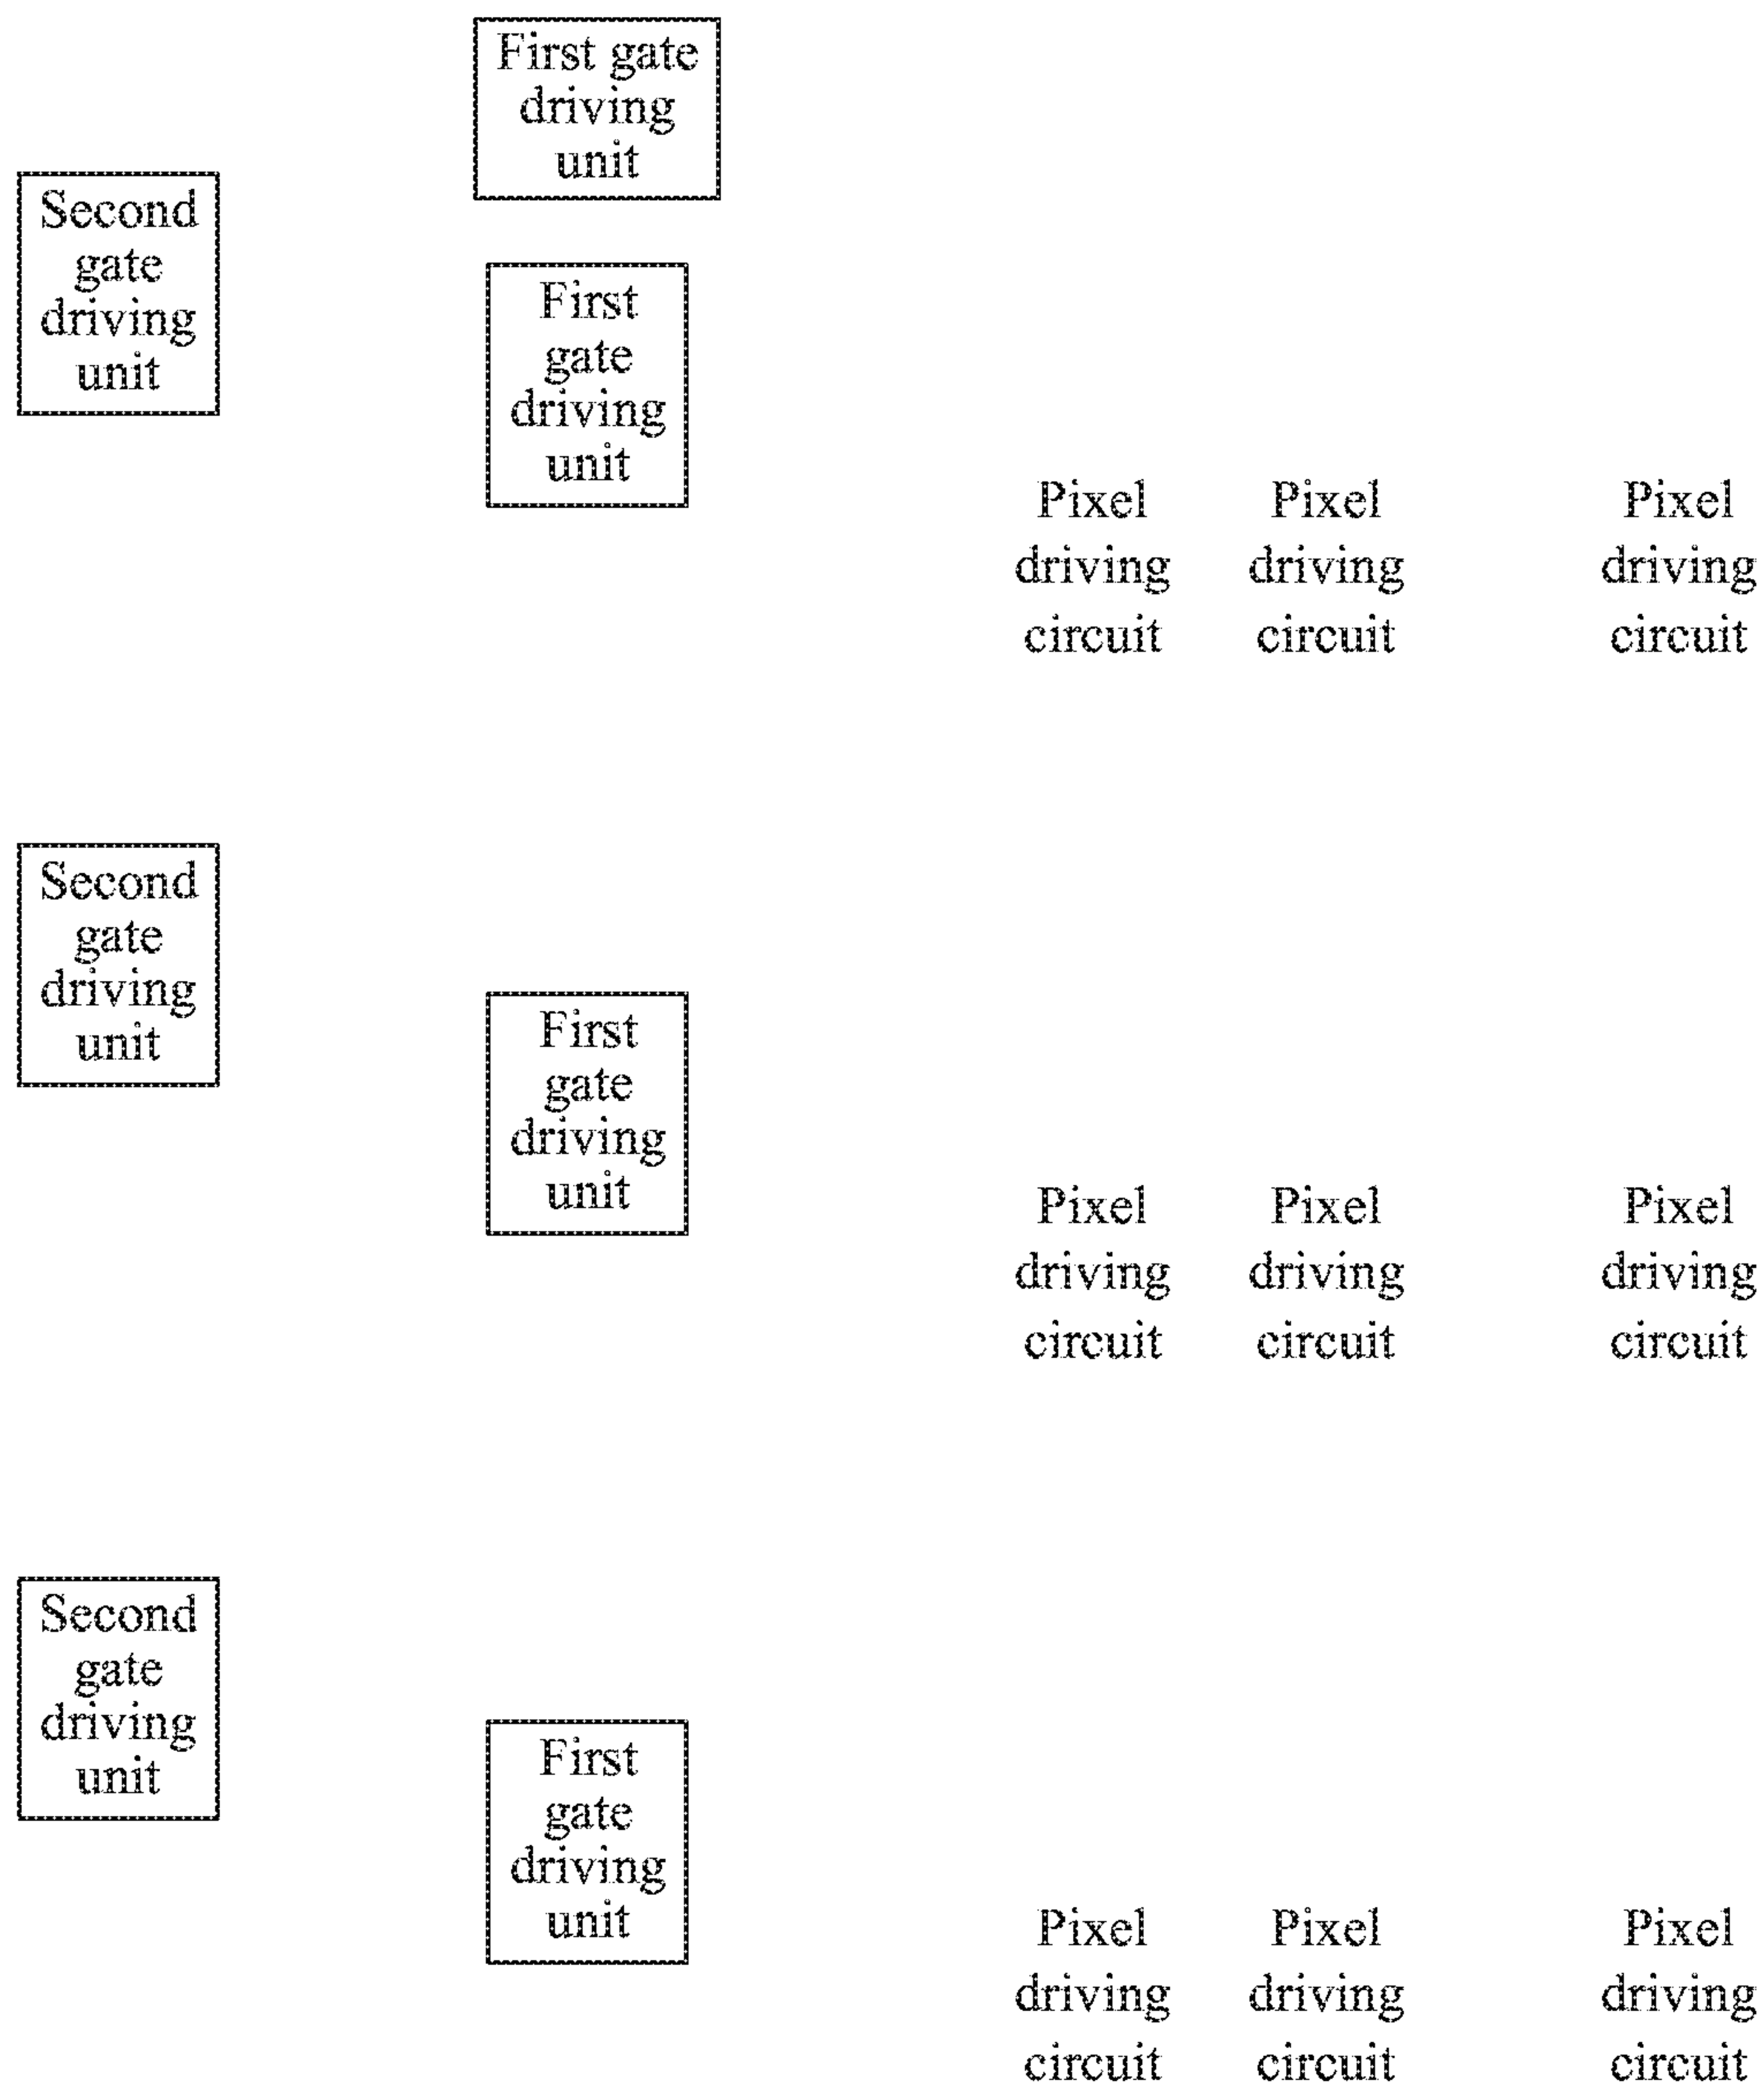 First gate
driving
unit
Second
gate
driving
unit
First
gate
driving
unit
Pixel
driving
circuit
Pixel
driving
circuit
Pixel
driving
circuit
Second
gate
driving
unit
First
gate
driving
unit
Pixel
driving
circuit
Pixel
driving
circuit
Pixel
driving
circuit
Second
gate
driving
unit
First
gate
driving
unit
Pixel
driving
circuit
Pixel
driving
circuit
Pixel
driving
circuit